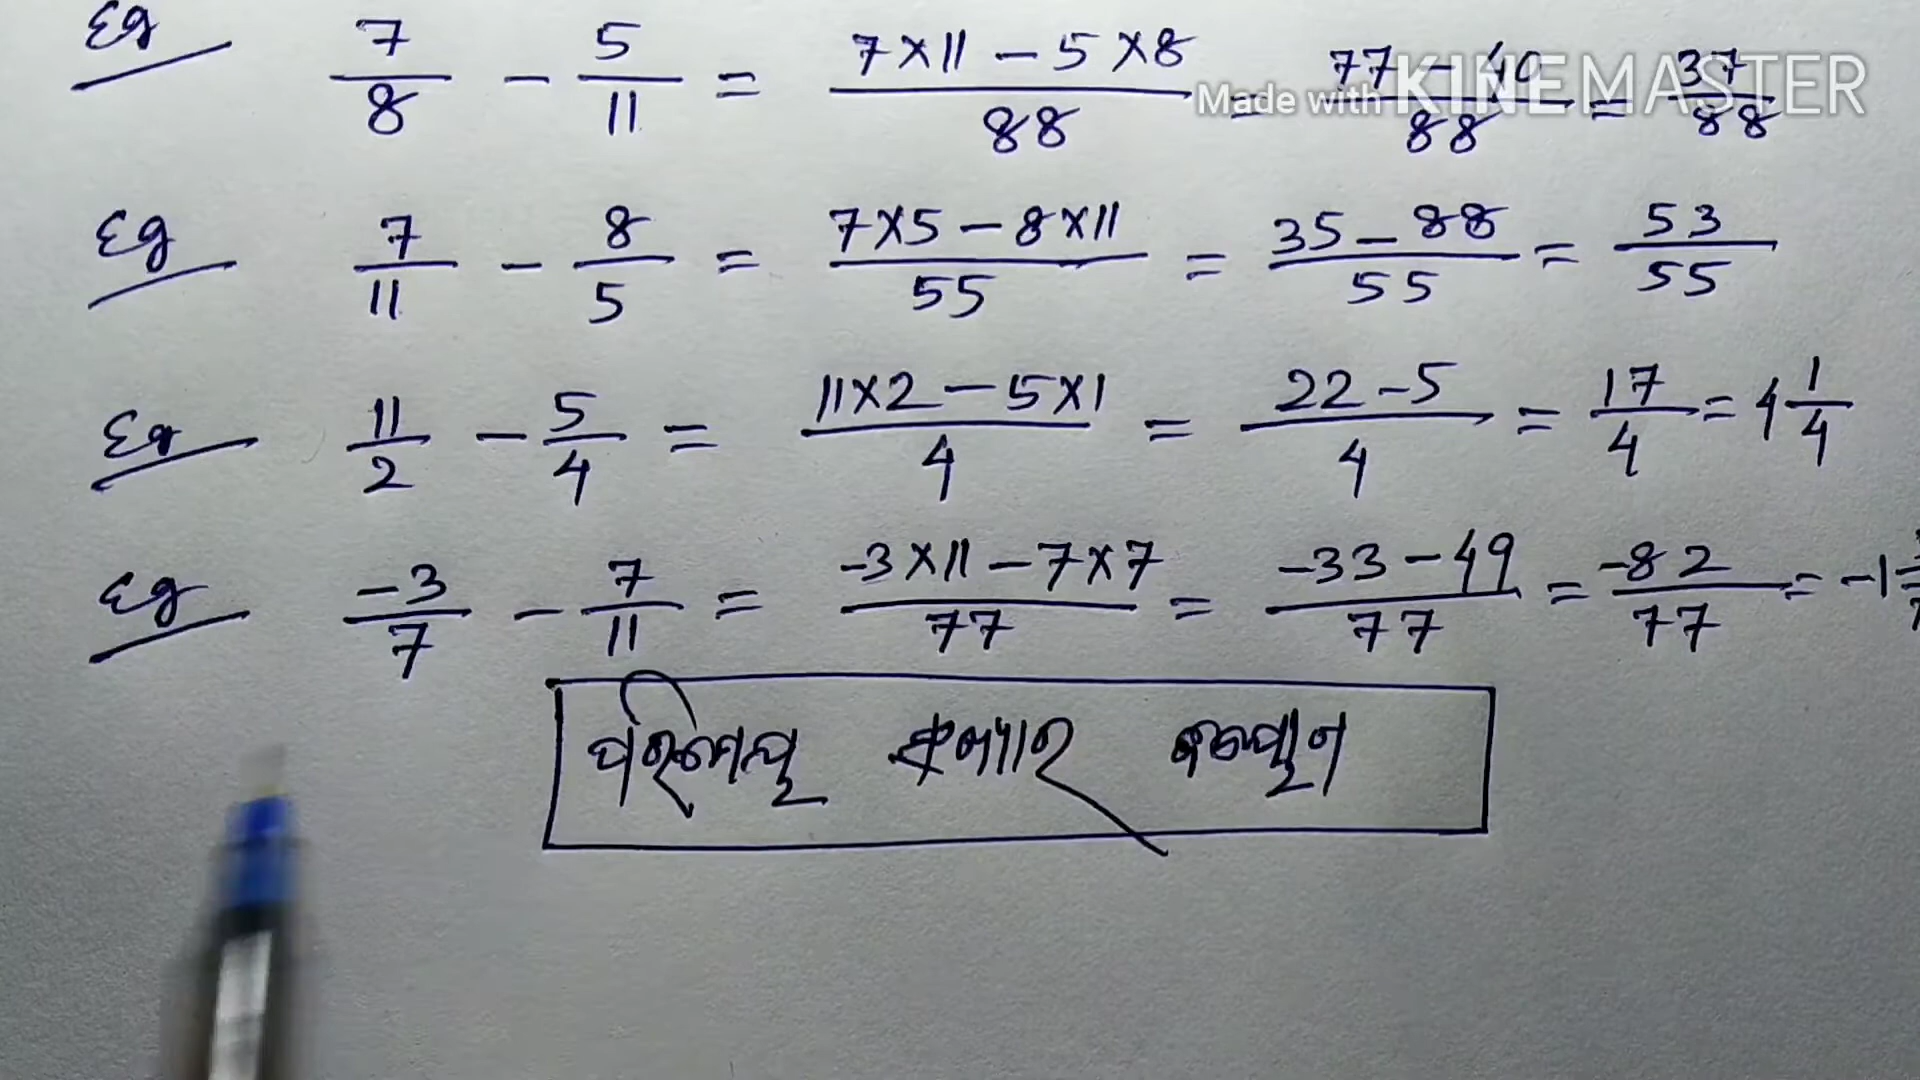 Eg 7/8 - 5/11 = 7×11 - 5×8/88 = 77-40/88 = 37/88
Made with KINEMASTER
Eg 7/11 - 8/5 = 7×5 - 8×11/55 = 35-88/55 = 53/55
Eg 11/2 - 5/4 = 11×2 - 5×1/4 = 22-5/4 = 17/4 = 4 1/4
Eg -3/7 - 7/11 = -3×11 - 7×7/77 = -33-49/77 = -82/77 = -1
ପରିମେୟ ସଂଖ୍ୟାର